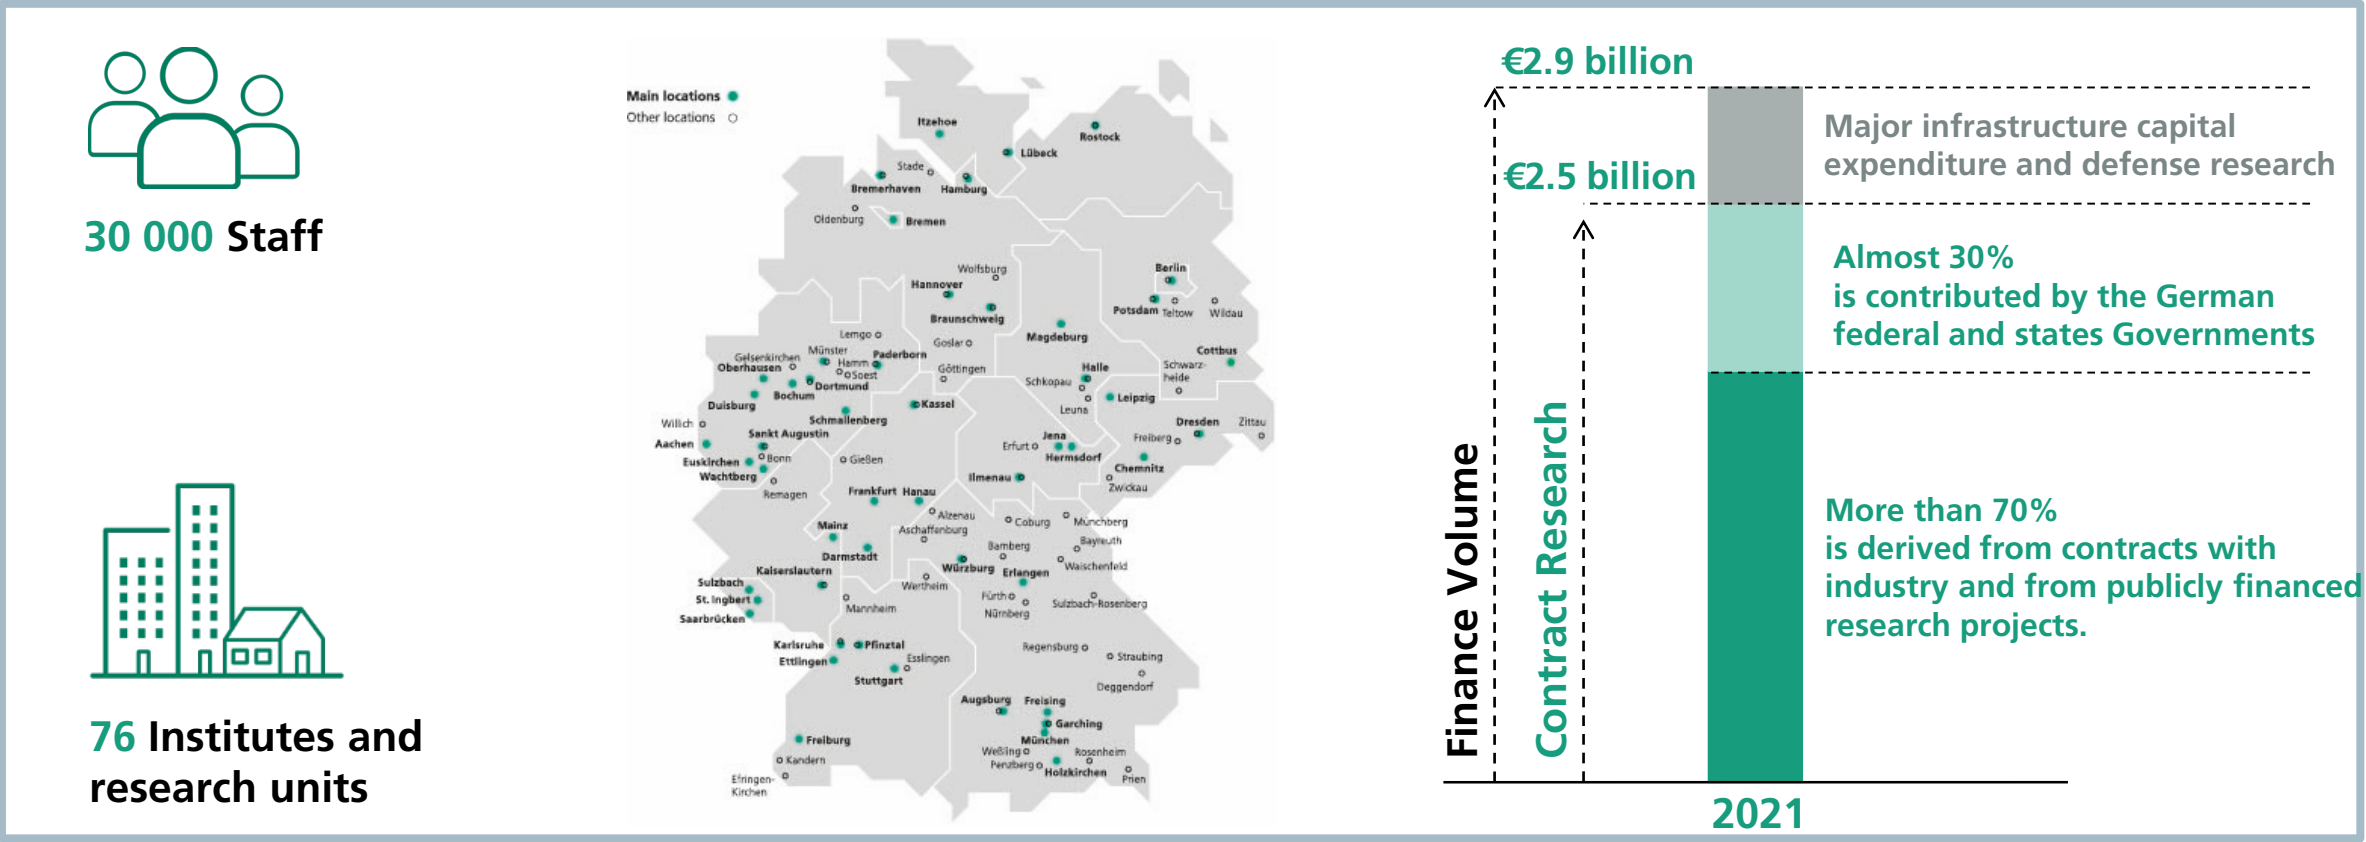 30 000 Staff
76 Institutes and
research units
Main locations
Other locations
Itzehoe
Rostock
Lübeck
Stade
Bremerhaven
Hamburg
Oldenburg
Bremen
Wolfsburg
Berlin
Hannover
Potsdam
Teltow
Wildau
Braunschweig
Magdeburg
Lemgo
Goslar
Münster
Paderborn
Cottbus
Gelsenkirchen
Hamm
Oberhausen
Soest
Göttingen
Halle
Schwarz-
heide
Schkopau
Dortmund
Bochum
Leipzig
Duisburg
Kassel
Leuna
Schmallenberg
Willich
Dresden
Zittau
Sankt Augustin
Jena
Freiberg
Aachen
Erfurt
Bonn
Gießen
Hermsdorf
Euskirchen
Chemnitz
Wachtberg
Ilmenau
Zwickau
Remagen
Frankfurt
Hanau
Alzenau
Coburg
Münchberg
Mainz
Aschaffenburg
Bamberg
Bayreuth
Darmstadt
Kaiserslautern
Würzburg
Erlangen
Waischenfeld
Sulzbach
Wertheim
St. Ingbert
Fürth
Sulzbach-Rosenberg
Mannheim
Nürnberg
Saarbrücken
Karlsruhe
Pfinztal
Regensburg
Ettlingen
Esslingen
Straubing
Stuttgart
Deggendorf
Augsburg
Freising
Garching
Freiburg
München
Weßling
Rosenheim
Kandern
Penzberg
Holzkirchen
Prien
Efringen-
Kirchen
€2.9 billion
€2.5 billion
Major infrastructure capital
expenditure and defense research
Almost 30%
is contributed by the German
federal and states Governments
More than 70%
is derived from contracts with
industry and from publicly financed
research projects.
Finance Volume
Contract Research
2021